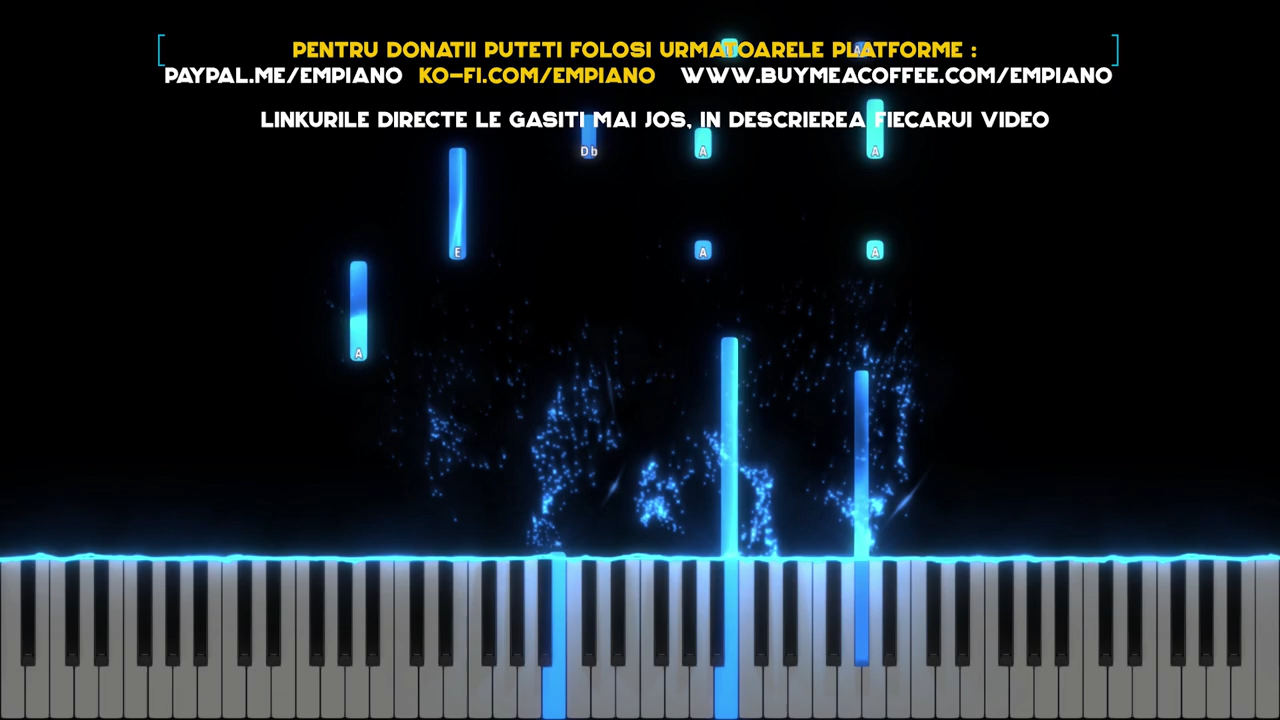 PENTRU DONATII PUTETI FOLOSI URMATOARELE PLATFORME :
PAYPAL.ME/EMPIANO KO-FI.COM/EMPIANO WWW.BUYMEACOFFEE.COM/EMPIANO
LINKURILE DIRECTE LE GASITI MAI JOS, IN DESCRIEREA FIECARUI VIDEO
Db A A
E A A
A